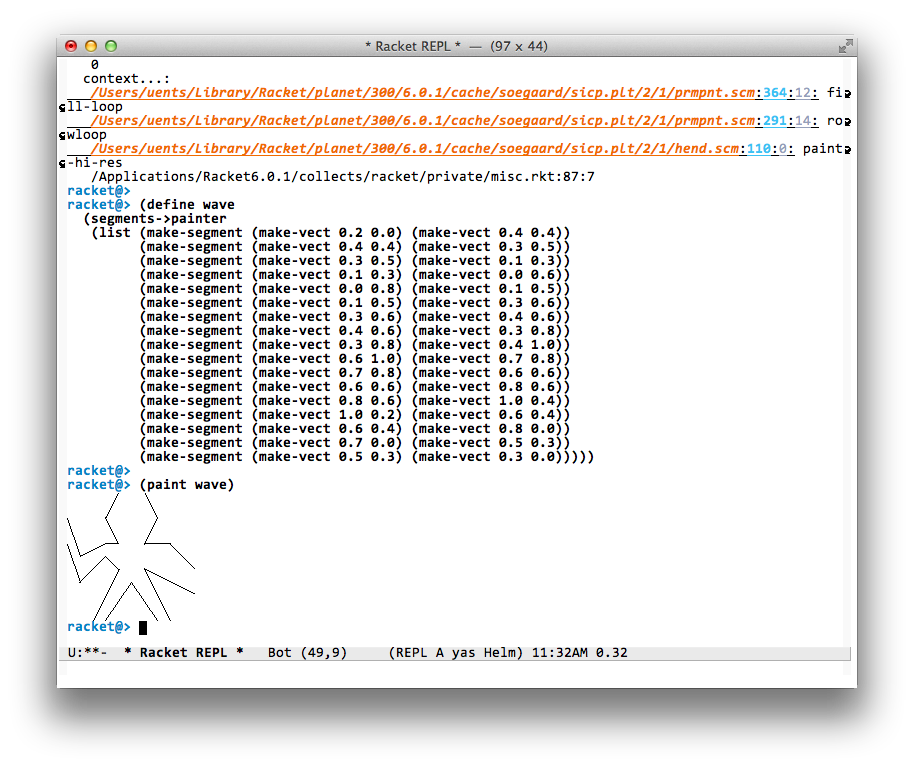 * Racket REPL *  —  (97 x 44)
0
context...:
/Users/uents/Library/Racket/planet/300/6.0.1/cache/soegaard/sicp.plt/2/1/prmpnt.scm:364:12: fi
ll-loop
/Users/uents/Library/Racket/planet/300/6.0.1/cache/soegaard/sicp.plt/2/1/prmpnt.scm:291:14: ro
wloop
/Users/uents/Library/Racket/planet/300/6.0.1/cache/soegaard/sicp.plt/2/1/hend.scm:110:0: paint
-hi-res
/Applications/Racket6.0.1/collects/racket/private/misc.rkt:87:7
racket@>
racket@> (define wave
(segments->painter
(list (make-segment (make-vect 0.2 0.0) (make-vect 0.4 0.4))
(make-segment (make-vect 0.4 0.4) (make-vect 0.3 0.5))
(make-segment (make-vect 0.3 0.5) (make-vect 0.1 0.3))
(make-segment (make-vect 0.1 0.3) (make-vect 0.0 0.6))
(make-segment (make-vect 0.0 0.8) (make-vect 0.1 0.5))
(make-segment (make-vect 0.1 0.5) (make-vect 0.3 0.6))
(make-segment (make-vect 0.3 0.6) (make-vect 0.4 0.6))
(make-segment (make-vect 0.4 0.6) (make-vect 0.3 0.8))
(make-segment (make-vect 0.3 0.8) (make-vect 0.4 1.0))
(make-segment (make-vect 0.6 1.0) (make-vect 0.7 0.8))
(make-segment (make-vect 0.7 0.8) (make-vect 0.6 0.6))
(make-segment (make-vect 0.6 0.6) (make-vect 0.8 0.6))
(make-segment (make-vect 0.8 0.6) (make-vect 1.0 0.4))
(make-segment (make-vect 1.0 0.2) (make-vect 0.6 0.4))
(make-segment (make-vect 0.6 0.4) (make-vect 0.8 0.0))
(make-segment (make-vect 0.7 0.0) (make-vect 0.5 0.3))
(make-segment (make-vect 0.5 0.3) (make-vect 0.3 0.0)))))
racket@>
racket@> (paint wave)
racket@>
U:**-  * Racket REPL *   Bot (49,9)     (REPL A yas Helm) 11:32AM 0.32